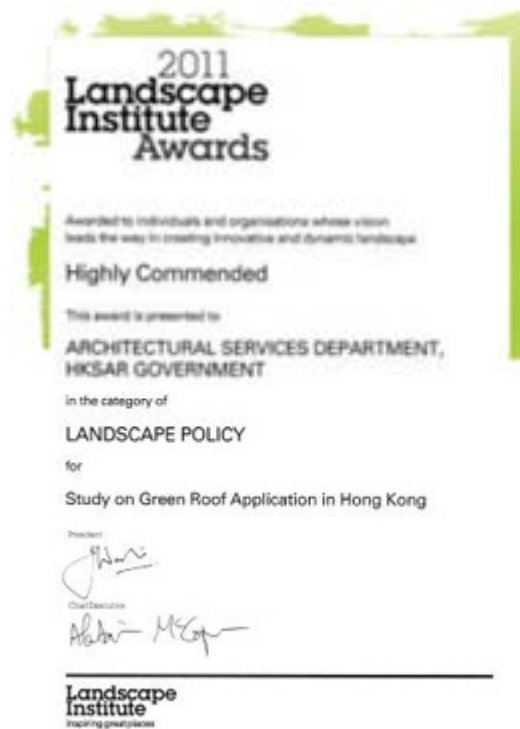 2011
Landscape
Institute
Awards
Awarded to individuals and organisations whose vision
leads the way in creating innovative and dynamic landscape
Highly Commended
This award is presented to
ARCHITECTURAL SERVICES DEPARTMENT,
HKSAR GOVERNMENT
in the category of
LANDSCAPE POLICY
for
Study on Green Roof Application in Hong Kong
President
Chief Executive
Landscape
Institute
Inspiring great places